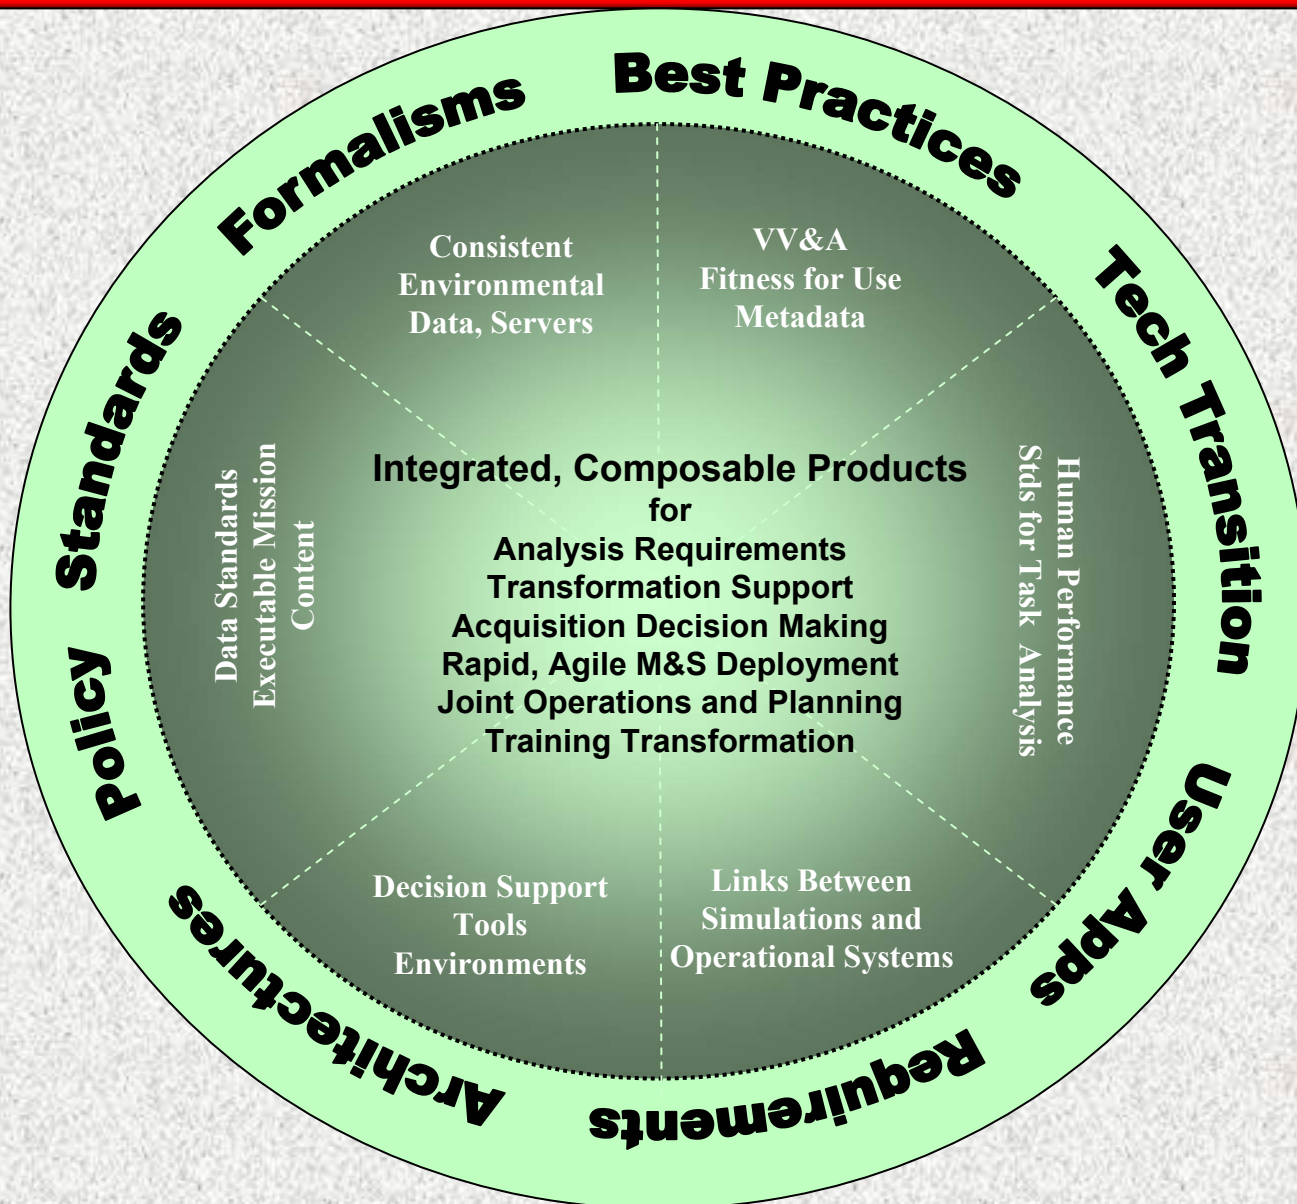 Formalisms
Best Practices
Tech Transition
User Apps
Requirements
Architectures
Policy
Standards
Consistent
Environmental
Data, Servers
VV&A
Fitness for Use
Metadata
Human Performance
Stds for Task Analysis
Links Between
Simulations and
Operational Systems
Decision Support
Tools
Environments
Data Standards
Executable Mission
Content
Integrated, Composable Products
for
Analysis Requirements
Transformation Support
Acquisition Decision Making
Rapid, Agile M&S Deployment
Joint Operations and Planning
Training Transformation